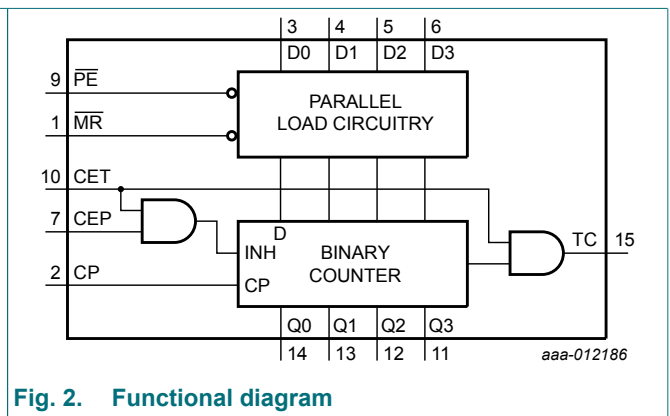 3 4 5 6
D0 D1 D2 D3
9 PE
PARALLEL
LOAD CIRCUITRY
1 MR
10 CET
7 CEP
TC 15
D
INH
BINARY
COUNTER
2 CP
CP
Q0 Q1 Q2 Q3
14 13 12 11
aaa-012186
Fig. 2. Functional diagram